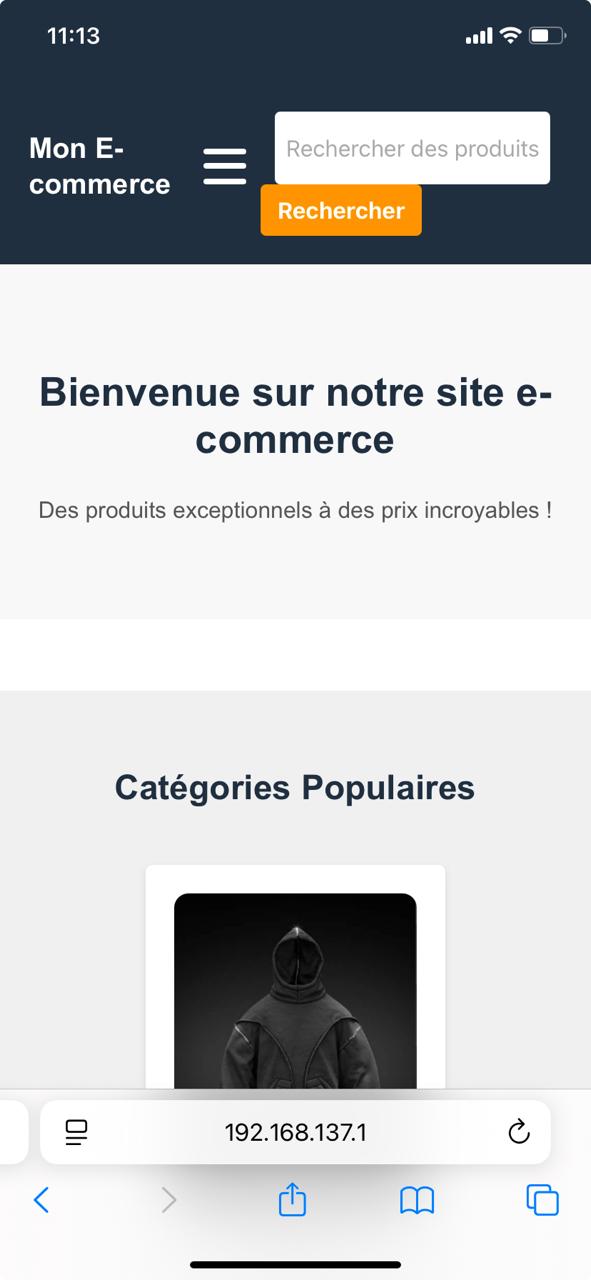 11:13
Mon E-
commerce
Rechercher des produits
Rechercher
Bienvenue sur notre site e-
commerce
Des produits exceptionnels à des prix incroyables !
Catégories Populaires
192.168.137.1